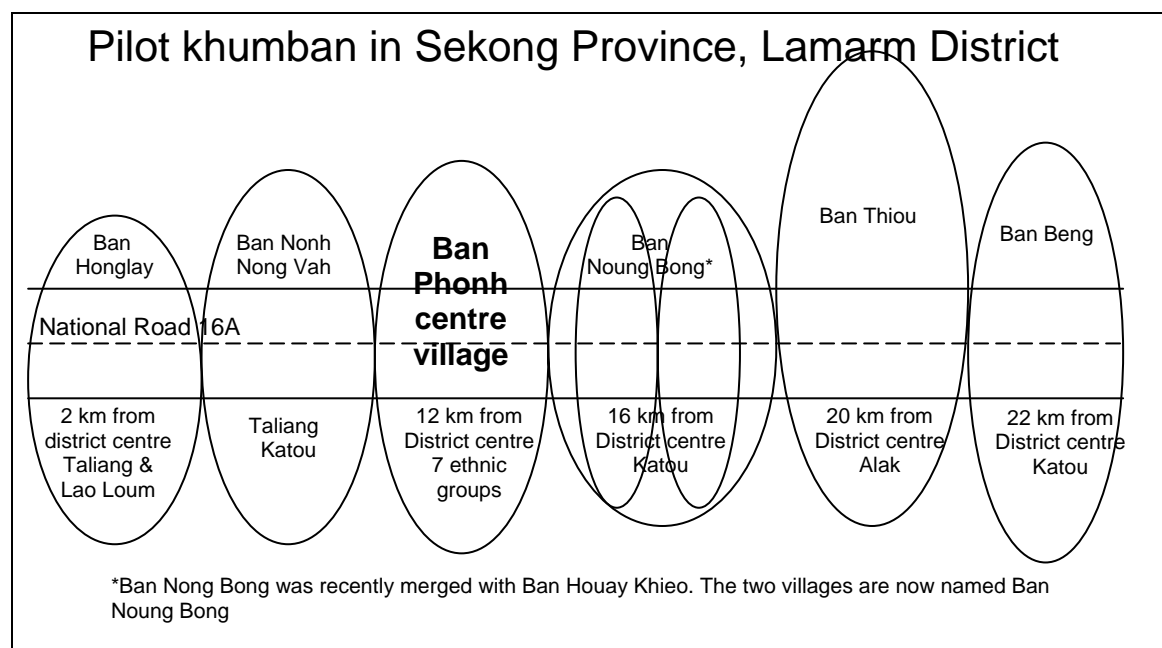 Pilot khumban in Sekong Province, Lamarm District
Ban
Honglay
Ban Nonh
Nong Vah
Ban
Phonh
centre
village
Ban
Noung Bong*
Ban Thiou
Ban Beng
National Road 16A
2 km from
district centre
Taliang &
Lao Loum
Taliang
Katou
12 km from
District centre
7 ethnic
groups
16 km from
District centre
Katou
20 km from
District centre
Alak
22 km from
District centre
Katou
*Ban Nong Bong was recently merged with Ban Houay Khieo. The two villages are now named Ban
Noung Bong